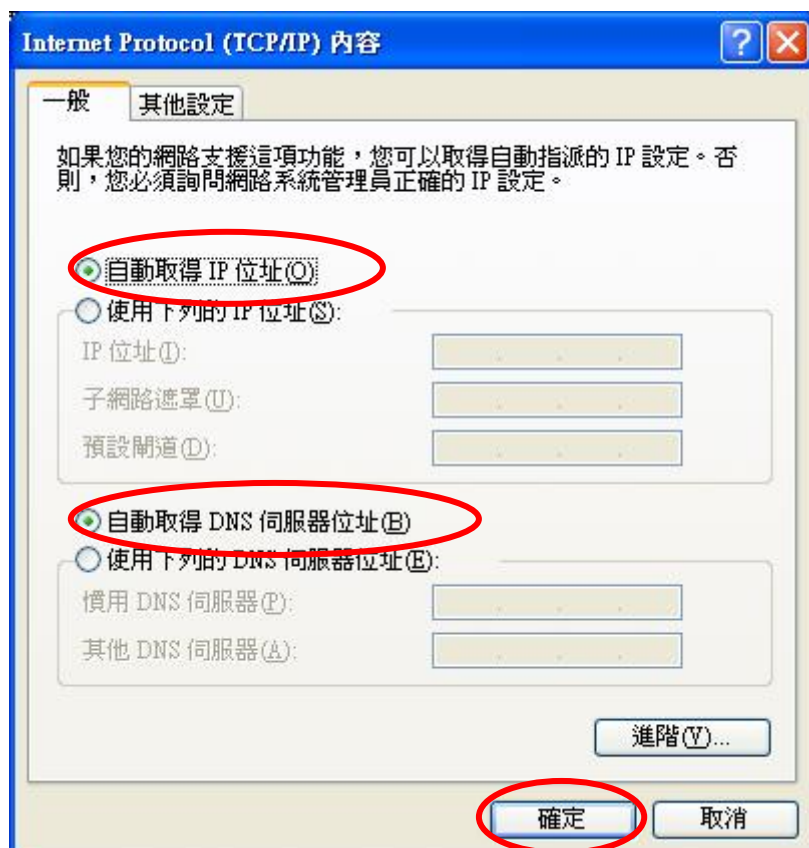 Internet Protocol (TCP/IP) 內容
一般 其他設定
如果您的網路支援這項功能，您可以取得自動指派的 IP 設定。否
則，您必須詢問網路系統管理員正確的 IP 設定。
自動取得 IP 位址(O)
使用下列的 IP 位址(S):
IP 位址(I):
子網路遮罩(U):
預設閘道(D):
自動取得 DNS 伺服器位址(B)
使用下列的 DNS 伺服器位址(E):
慣用 DNS 伺服器(P):
其他 DNS 伺服器(A):
進階(V)...
確定 取消